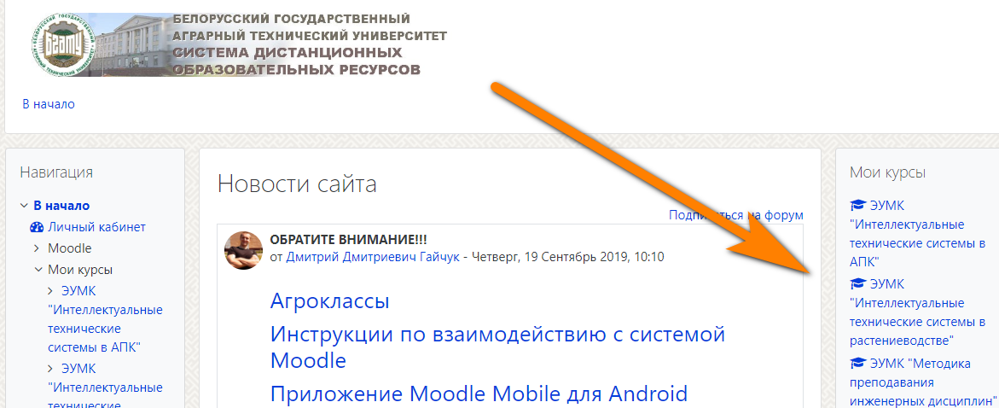 БЕЛОРУССКИЙ ГОСУДАРСТВЕННЫЙ
АГРАРНЫЙ ТЕХНИЧЕСКИЙ УНИВЕРСИТЕТ
СИСТЕМА ДИСТАНЦИОННЫХ
ОБРАЗОВАТЕЛЬНЫХ РЕСУРСОВ
В начало
Навигация
В начало
Личный кабинет
Moodle
Мои курсы
ЭУМК
"Интеллектуальные
технические
системы в АПК"
ЭУМК
"Интеллектуальные
технические
Новости сайта
Подписаться на форум
ОБРАТИТЕ ВНИМАНИЕ!!!
от Дмитрий Дмитриевич Гайчук - Четверг, 19 Сентябрь 2019, 10:10
Агроклассы
Инструкции по взаимодействию с системой
Moodle
Приложение Moodle Mobile для Android
Мои курсы
ЭУМК
"Интеллектуальные
технические системы в
АПК"
ЭУМК
"Интеллектуальные
технические системы в
растениеводстве"
ЭУМК "Методика
преподавания
инженерных дисциплин"